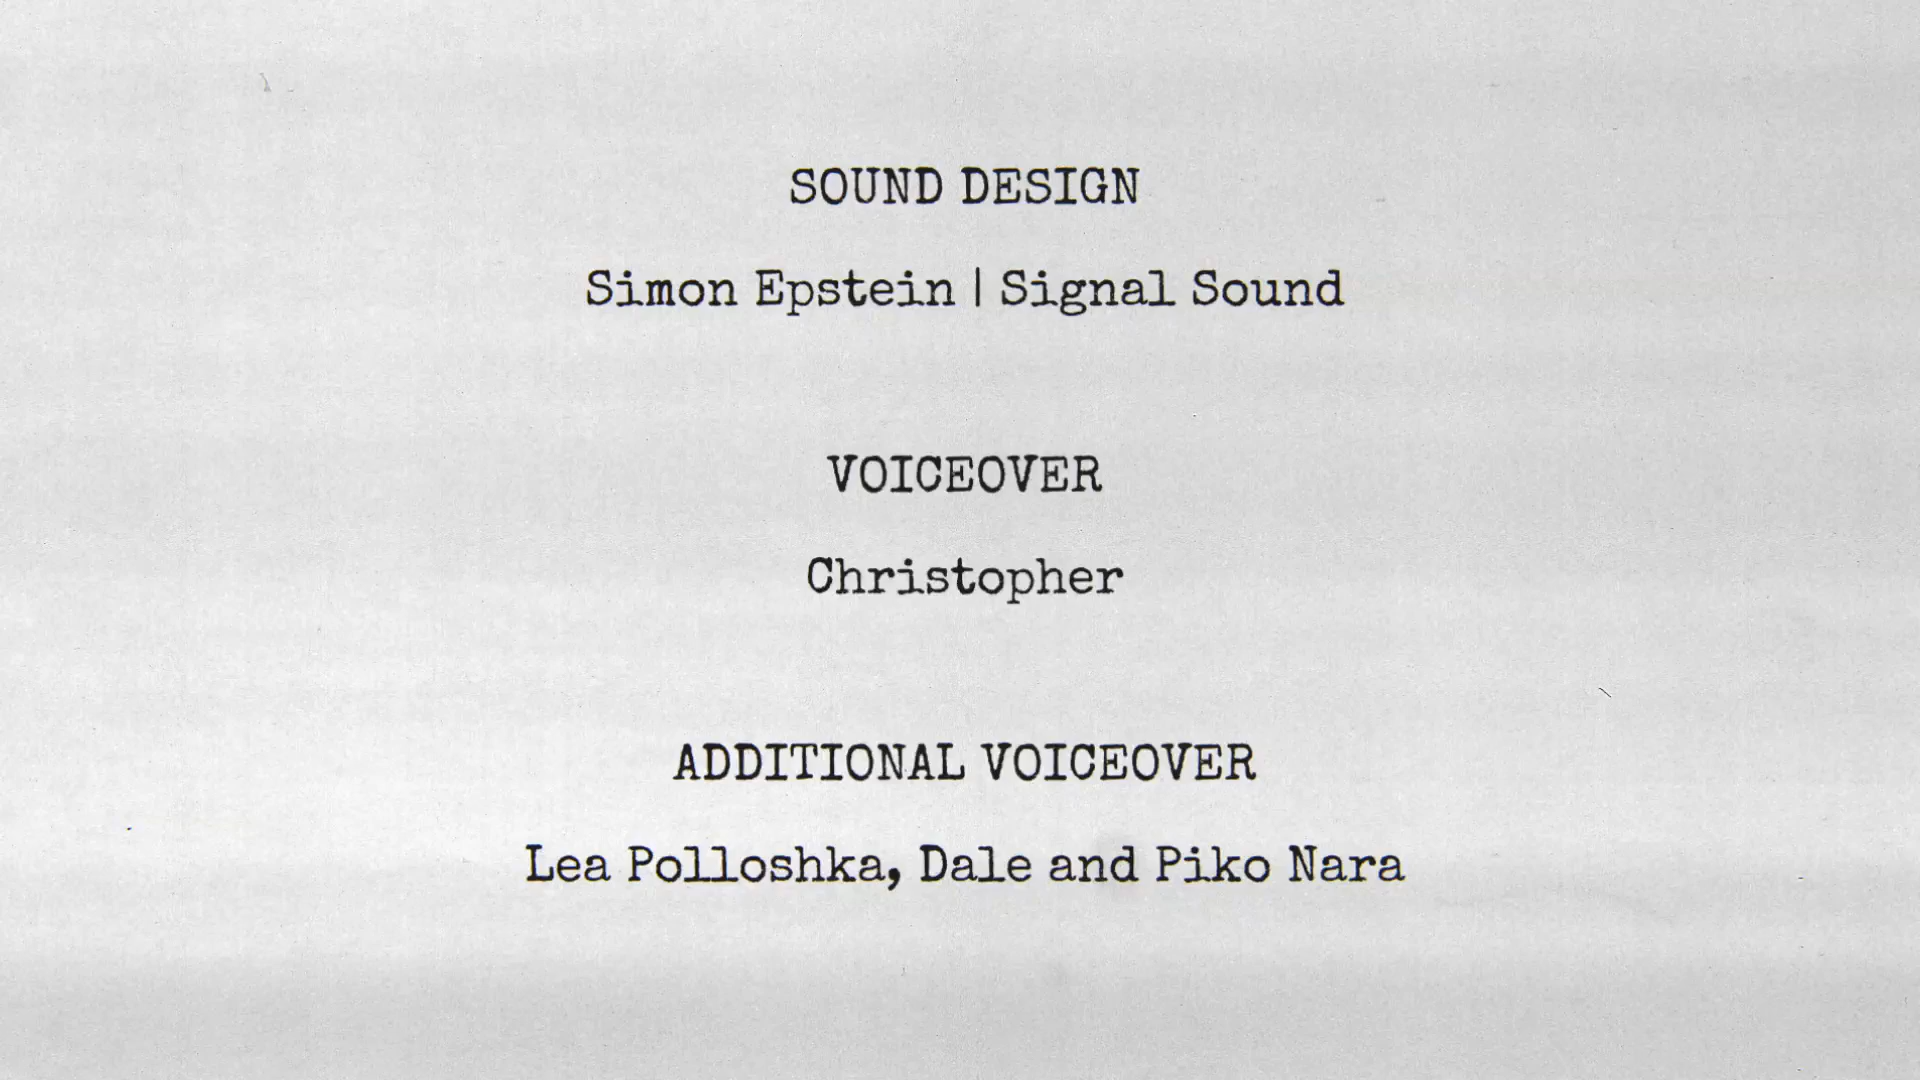 SOUND DESIGN
Simon Epstein | Signal Sound
VOICEOVER
Christopher
ADDITIONAL VOICEOVER
Lea Polloshka, Dale and Piko Nara